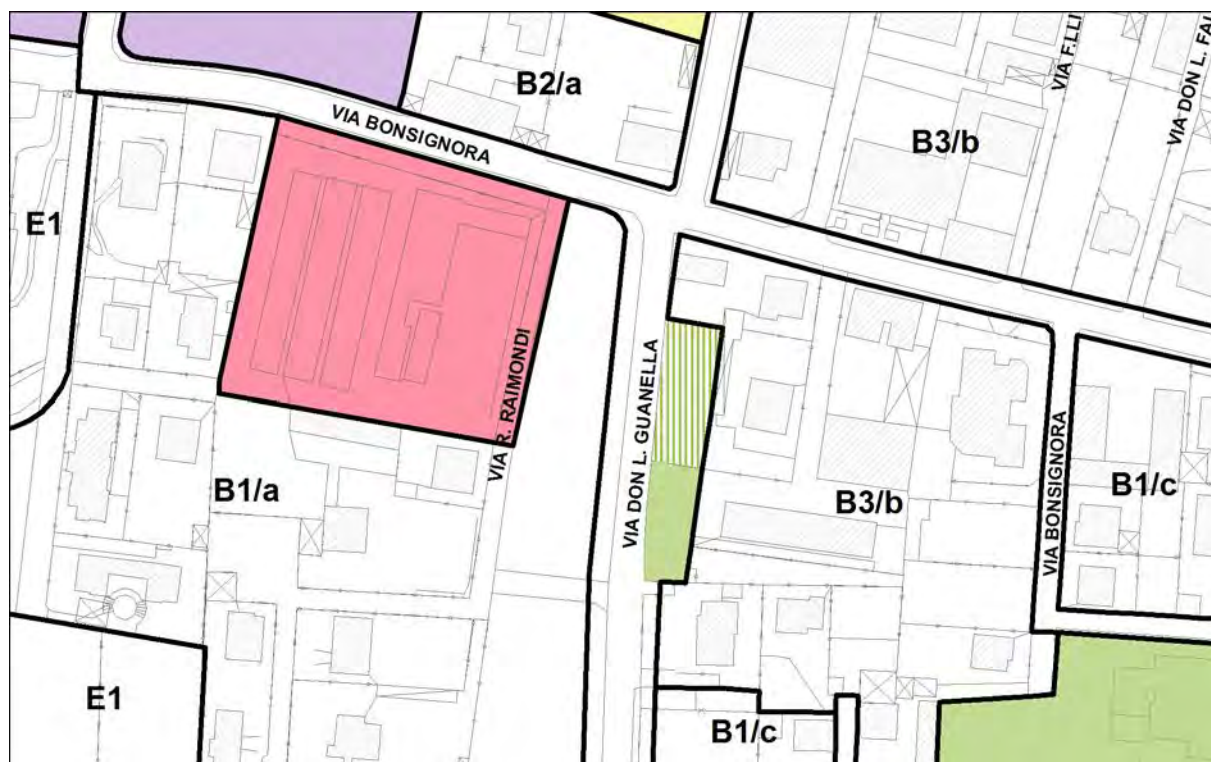 VIA F.LLI
VIA DON L. FAI
B2/a
VIA BONSIGNORA
B3/b
E1
VIA R. RAIMONDI
VIA DON L. GUANELLA
B1/a
B3/b
VIA BONSIGNORA
B1/c
E1
B1/c